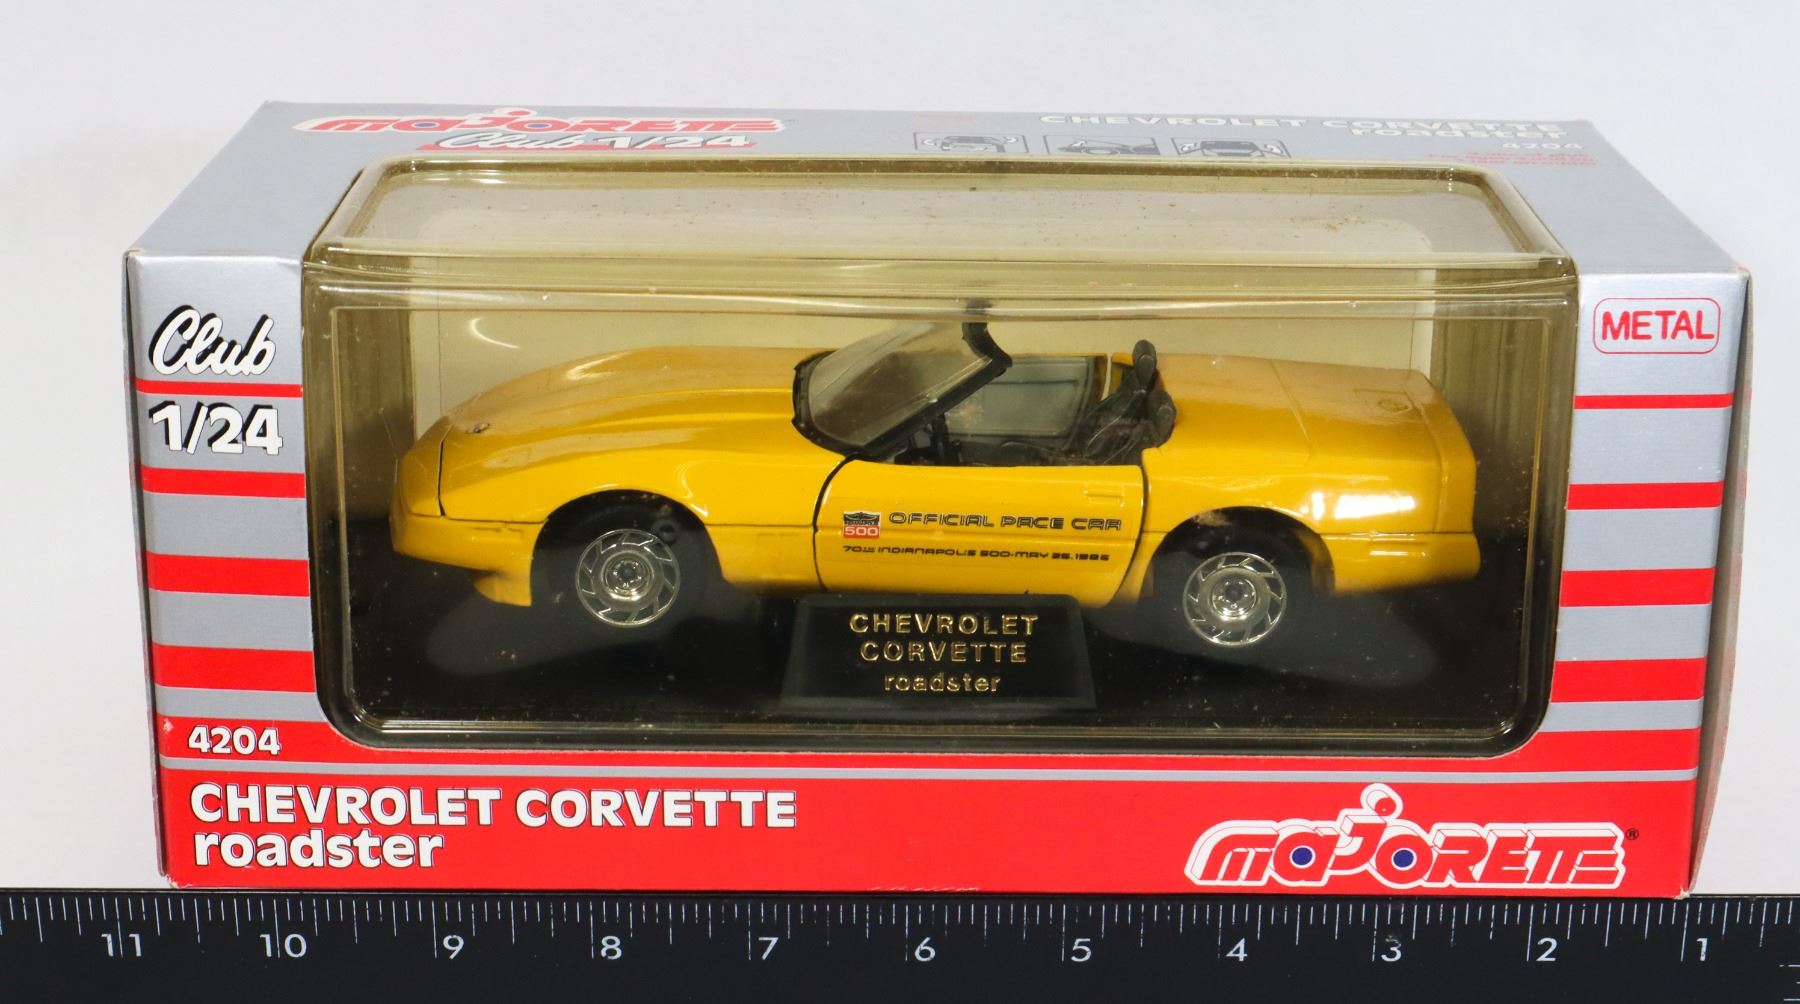 majORETTE
Club 1/24
CHEVROLET CORVETTE
roadster
4204
Club
1/24
METAL
500
OFFICIAL PACE CAR
70th INDIANAPOLIS 500·MAY 25.1986
CHEVROLET
CORVETTE
roadster
4204
CHEVROLET CORVETTE
roadster
majORETTE®
11 10 9 8 7 6 5 4 3 2 1